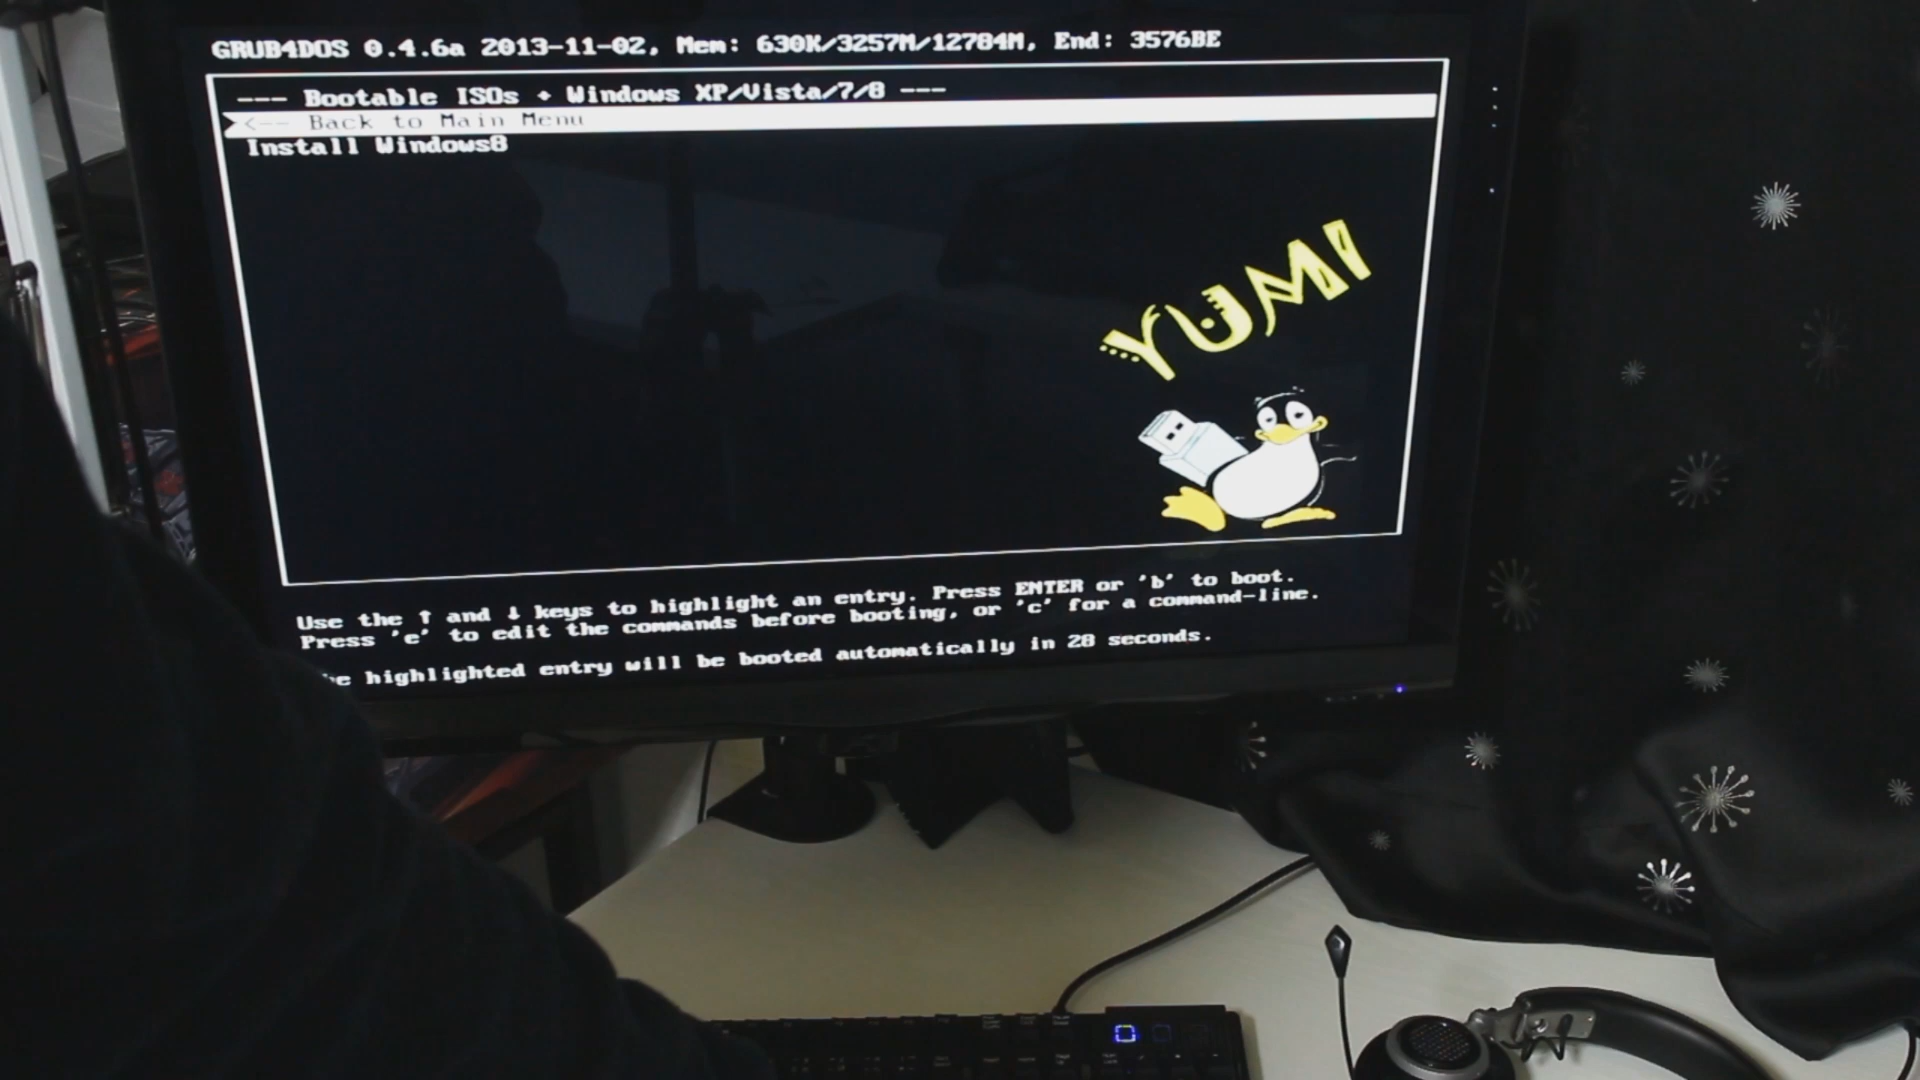 GRUB4DOS 0.4.6a 2013-11-02, Mem: 630K/3257M/12784M, End: 3576BE
--- Bootable ISOs + Windows XP/Vista/7/8 ---
<-- Back to Main Menu
Install Windows8
YUMI
Use the ↑ and ↓ keys to highlight an entry. Press ENTER or 'b' to boot.
Press 'e' to edit the commands before booting, or 'c' for a command-line.
highlighted entry will be booted automatically in 28 seconds.